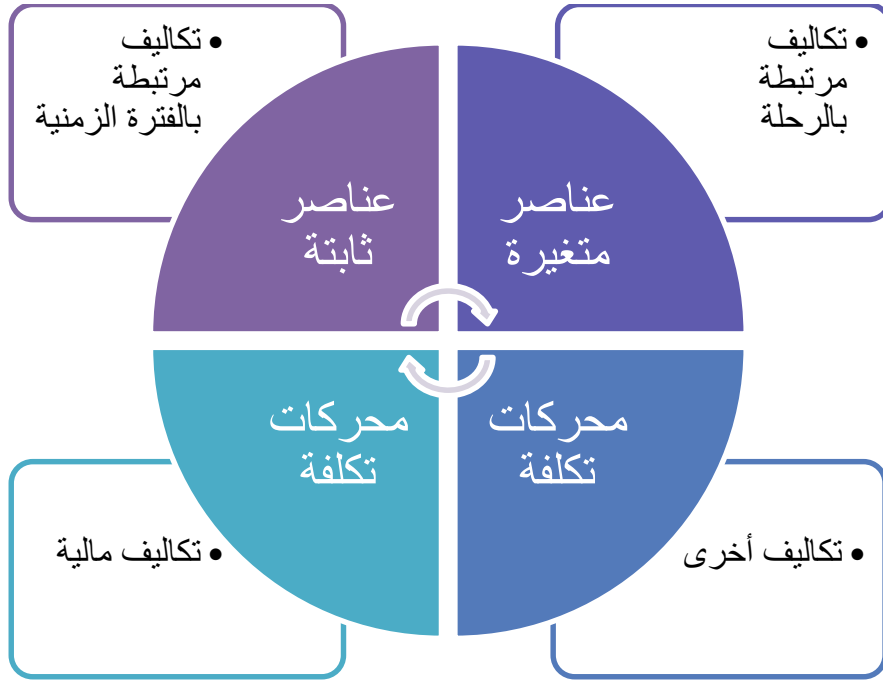 • تكاليف
مرتبطة
بالرحلة
عناصر
متغيرة
• تكاليف
مرتبطة
بالفترة الزمنية
عناصر
ثابتة
محركات
تكلفة
• تكاليف أخرى
محركات
تكلفة
• تكاليف مالية